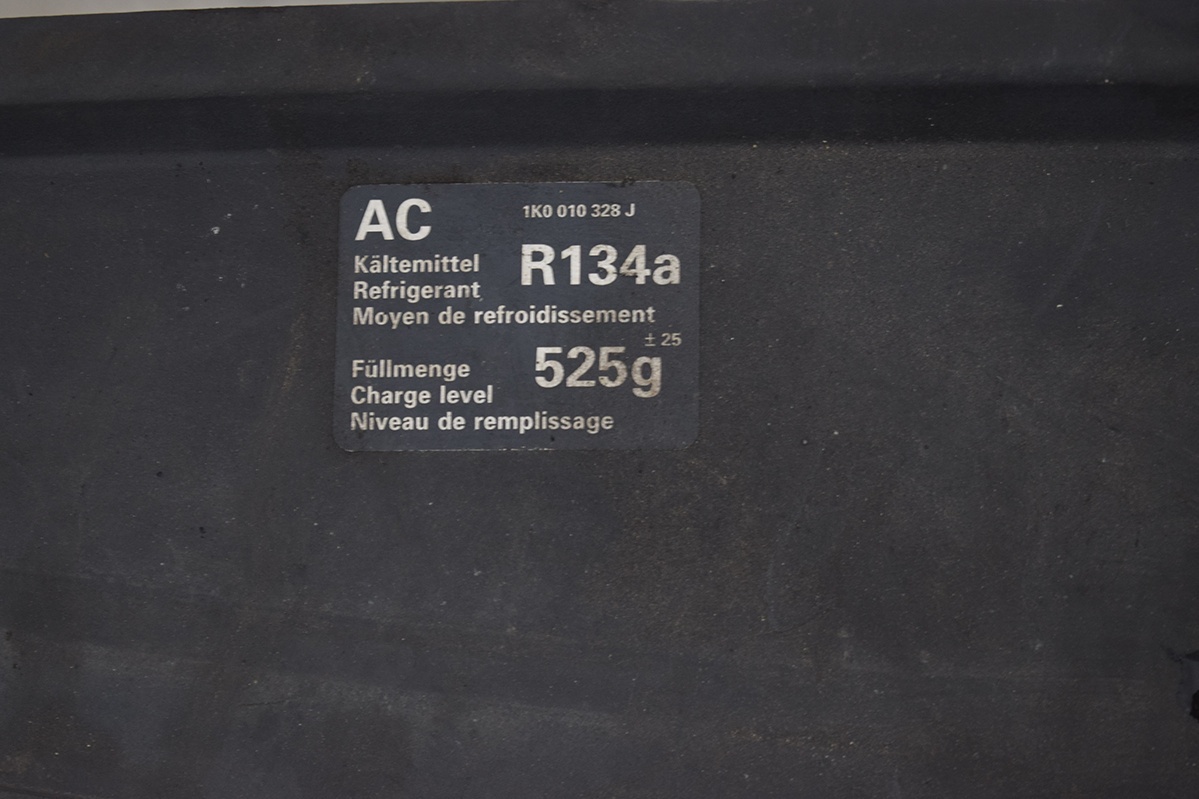 AC 1K0 010 328 J
Kältemittel R134a
Refrigerant
Moyen de refroidissement
± 25
Füllmenge 525g
Charge level
Niveau de remplissage